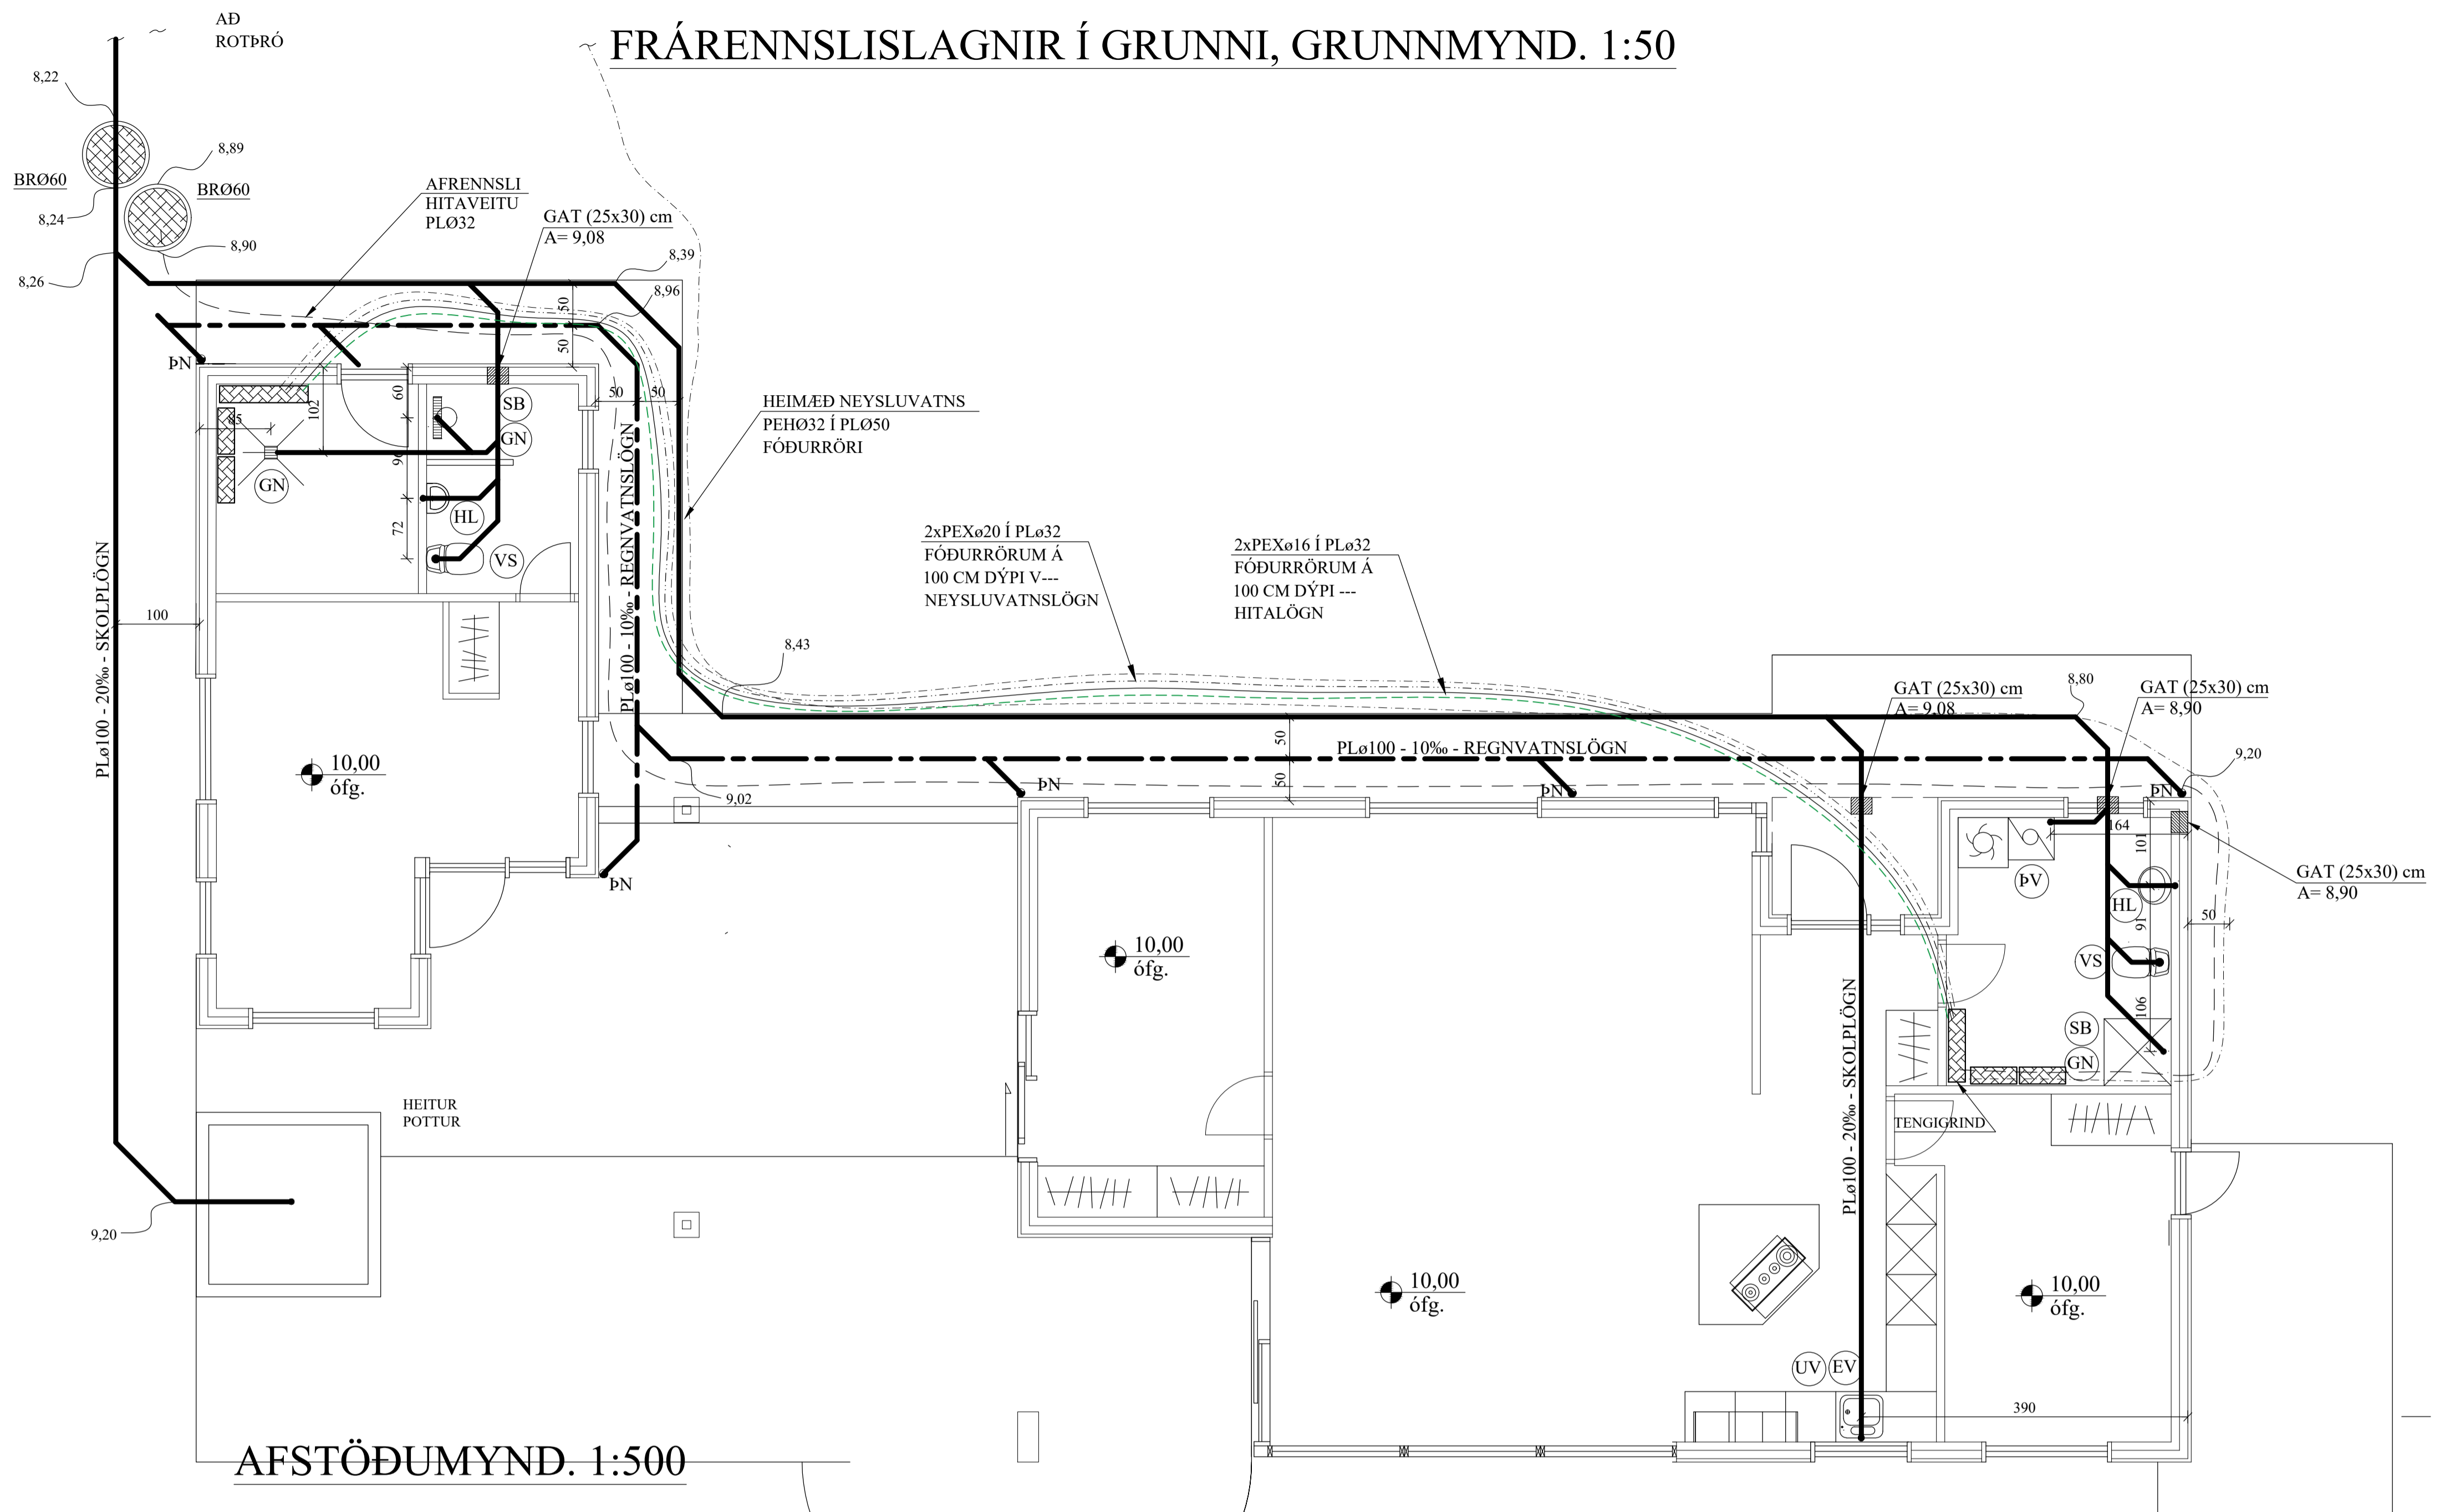 AÐ
ROTÞRÓ
FRÁRENNSLISLAGNIR Í GRUNNI, GRUNNMYND. 1:50
8,22
8,89
BRØ60
BRØ60
8,24
8,90
8,26
AFRENNSLI
HITAVEITU
PLØ32
GAT (25x30) cm
A= 9,08
8,39
8,96
50
50
ÞN
60
102
85
50
50
SB
GN
GN
HL
72
VS
HEIMÆÐ NEYSLUVATNS
PEHØ32 Í PLØ50
FÓÐURRÖRI
2xPEXø20 Í PLø32
FÓÐURRÖRUM Á
100 CM DÝPI V---
NEYSLUVATNSLÖGN
2xPEXø16 Í PLø32
FÓÐURRÖRUM Á
100 CM DÝPI ---
HITALÖGN
PLø100 - 20‰ - SKOLPLÖGN
100
PLø100 - 10‰ - REGNVATNSLÖGN
8,43
8,80
GAT (25x30) cm
A= 9,08
GAT (25x30) cm
A= 8,90
50
50
PLø100 - 10‰ - REGNVATNSLÖGN
9,20
9,02
ÞN
ÞN
ÞN
10,00
ófg.
164
101
ÞV
GAT (25x30) cm
A= 8,90
ÞN
HL
91
50
10,00
ófg.
VS
106
SB
GN
PLø100 - 20‰ - SKOLPLÖGN
HEITUR
POTTUR
TENGIGRIND
9,20
10,00
ófg.
10,00
ófg.
UV
EV
390
AFSTÖÐUMYND. 1:500